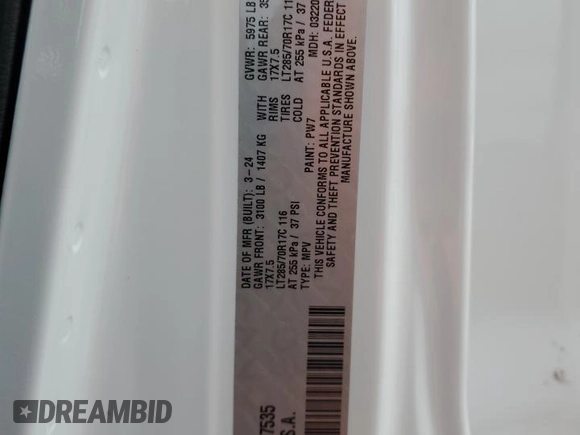 DATE OF MFR (BUILT): 3-24
GVWR: 5975 LB
GAWR FRONT: 3100 LB / 1407 KG WITH
GAWR REAR: 35
17X7.5 RIMS
17X7.5
LT285/70R17C 116 TIRES
LT285/70R17C 11
AT 255 kPa / 37 PSI COLD
AT 255 kPa / 37
TYPE: MPV
PAINT: PW7
MDH: 03220
THIS VEHICLE CONFORMS TO ALL APPLICABLE U.S.A. FEDER
SAFETY AND THEFT PREVENTION STANDARDS IN EFFECT
MANUFACTURE SHOWN ABOVE.
7535
S.A.
DREAMBID